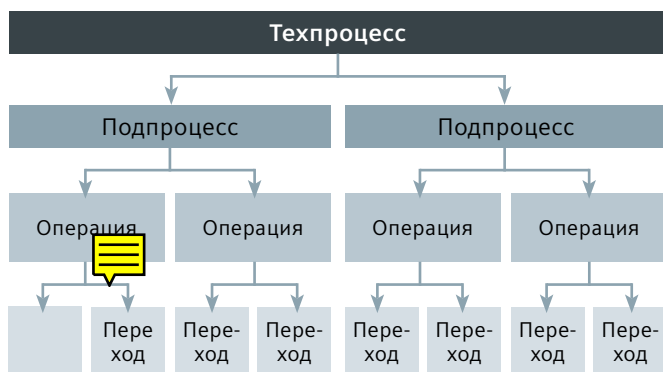 Техпроцесс
Подпроцесс Подпроцесс
Операция Операция Операция Операция
Пере Пере- Пере- Пере- Пере- Пере- Пере-
ход ход ход ход ход ход ход